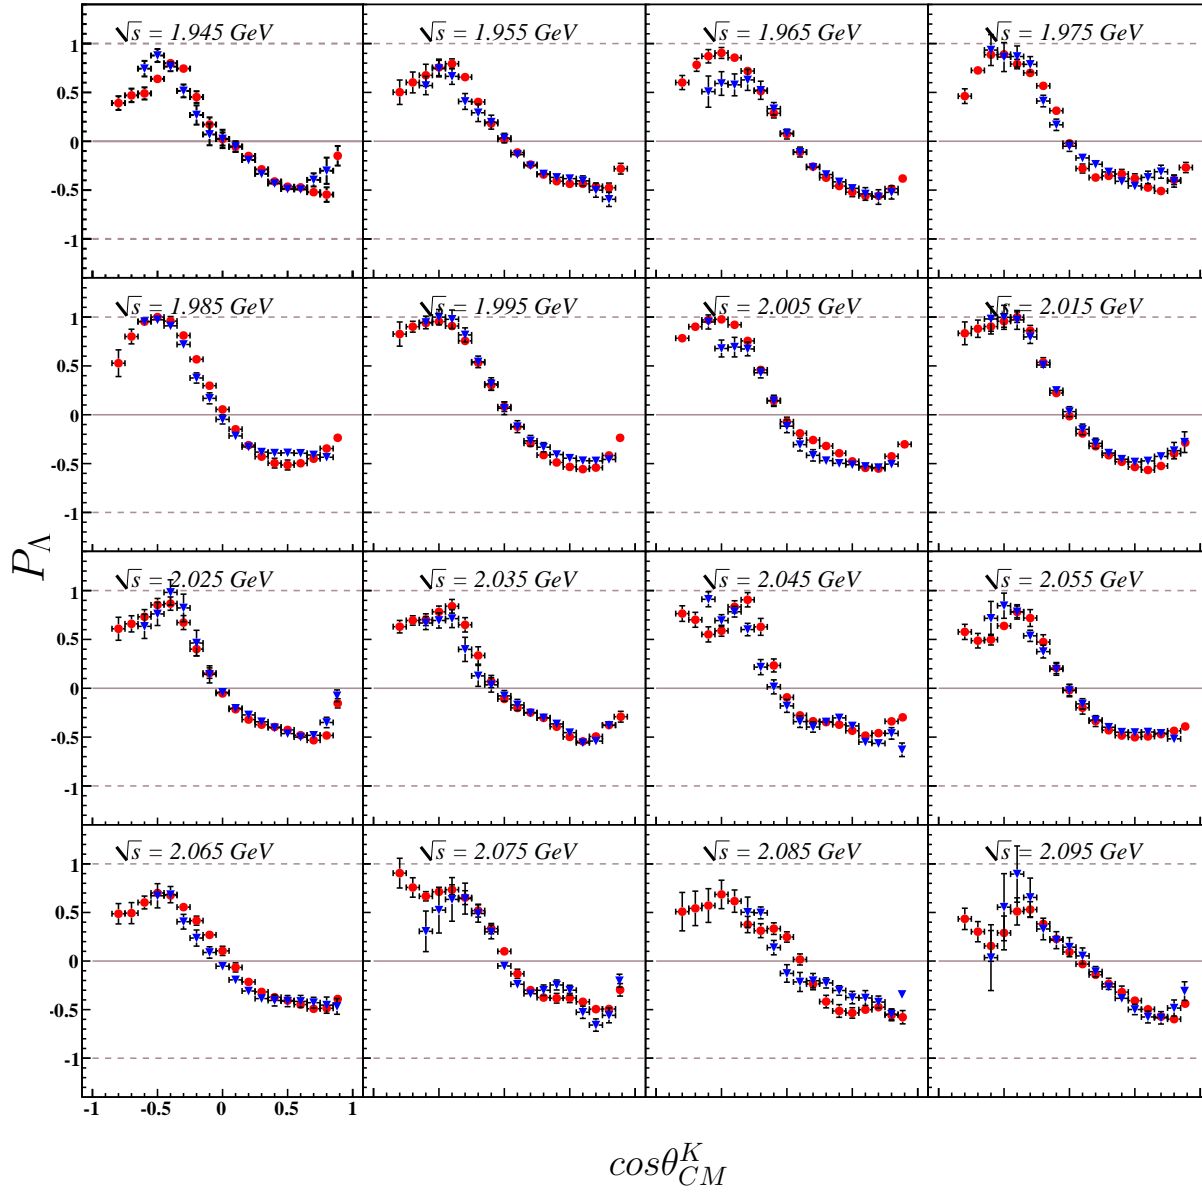 √s = 1.945 GeV √s = 1.955 GeV √s = 1.965 GeV √s = 1.975 GeV
1
0.5
0
-0.5
-1
√s = 1.985 GeV √s = 1.995 GeV √s = 2.005 GeV √s = 2.015 GeV
1
0.5
0
-0.5
-1
P_Λ
√s = 2.025 GeV √s = 2.035 GeV √s = 2.045 GeV √s = 2.055 GeV
1
0.5
0
-0.5
-1
√s = 2.065 GeV √s = 2.075 GeV √s = 2.085 GeV √s = 2.095 GeV
1
0.5
0
-0.5
-1
-1 -0.5 0 0.5 1
cosθ^K_CM